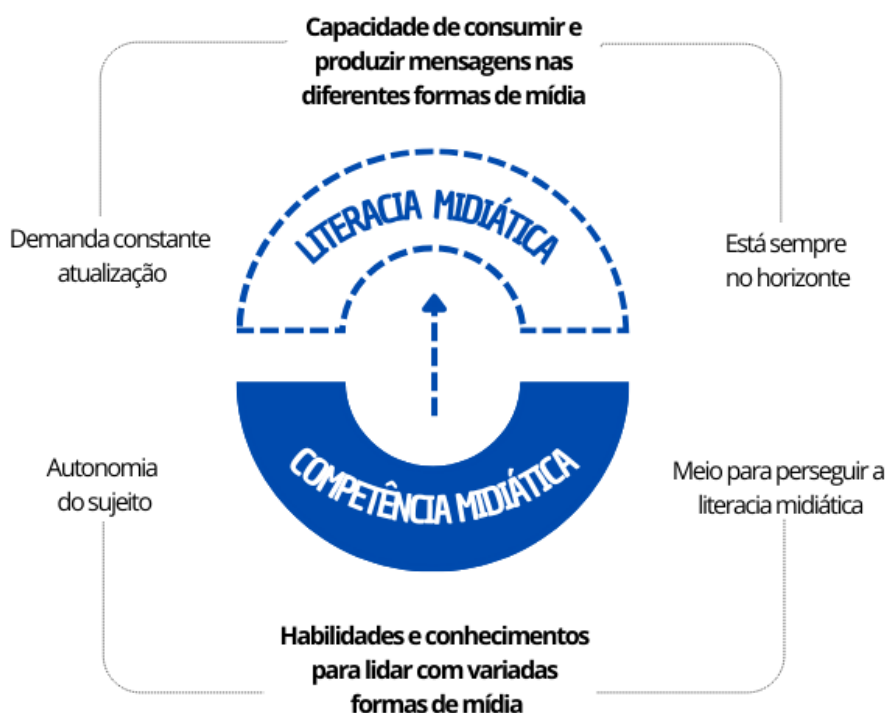 Capacidade de consumir e
produzir mensagens nas
diferentes formas de mídia
LITERACIA MIDIÁTICA
Demanda constante
atualização
Está sempre
no horizonte
COMPETÊNCIA MIDIÁTICA
Autonomia
do sujeito
Meio para perseguir a
literacia midiática
Habilidades e conhecimentos
para lidar com variadas
formas de mídia